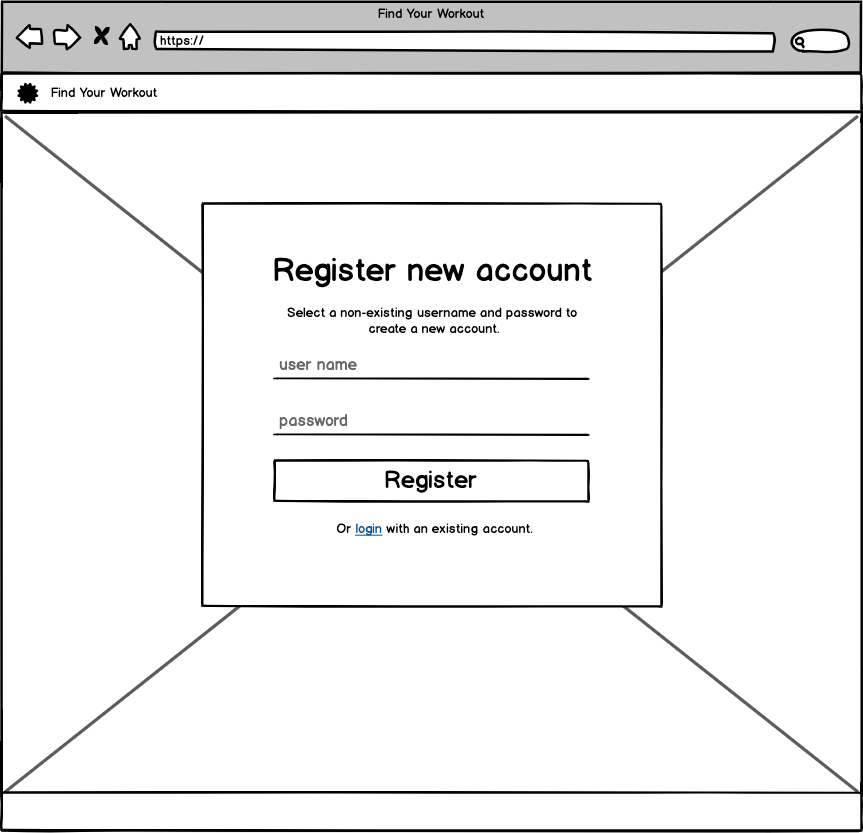 Find Your Workout
https://
Find Your Workout
Register new account
Select a non-existing username and password to
create a new account.
user name
password
Register
Or login with an existing account.